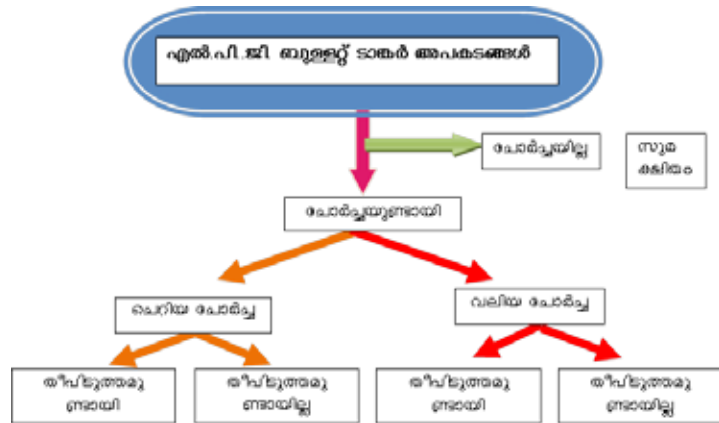 എൽ.പി.ജി ബുള്ളറ്റ് ടാങ്കർ അപകടങ്ങൾ
ചോർച്ചയില്ല
സുര
ക്ഷിതം
ചോർച്ചയുണ്ടായി
ചെറിയ ചോർച്ച
വലിയ ചോർച്ച
തീപിടുത്തമു
ണ്ടായി
തീപിടുത്തമു
ണ്ടായില്ല
തീപിടുത്തമു
ണ്ടായി
തീപിടുത്തമു
ണ്ടായില്ല